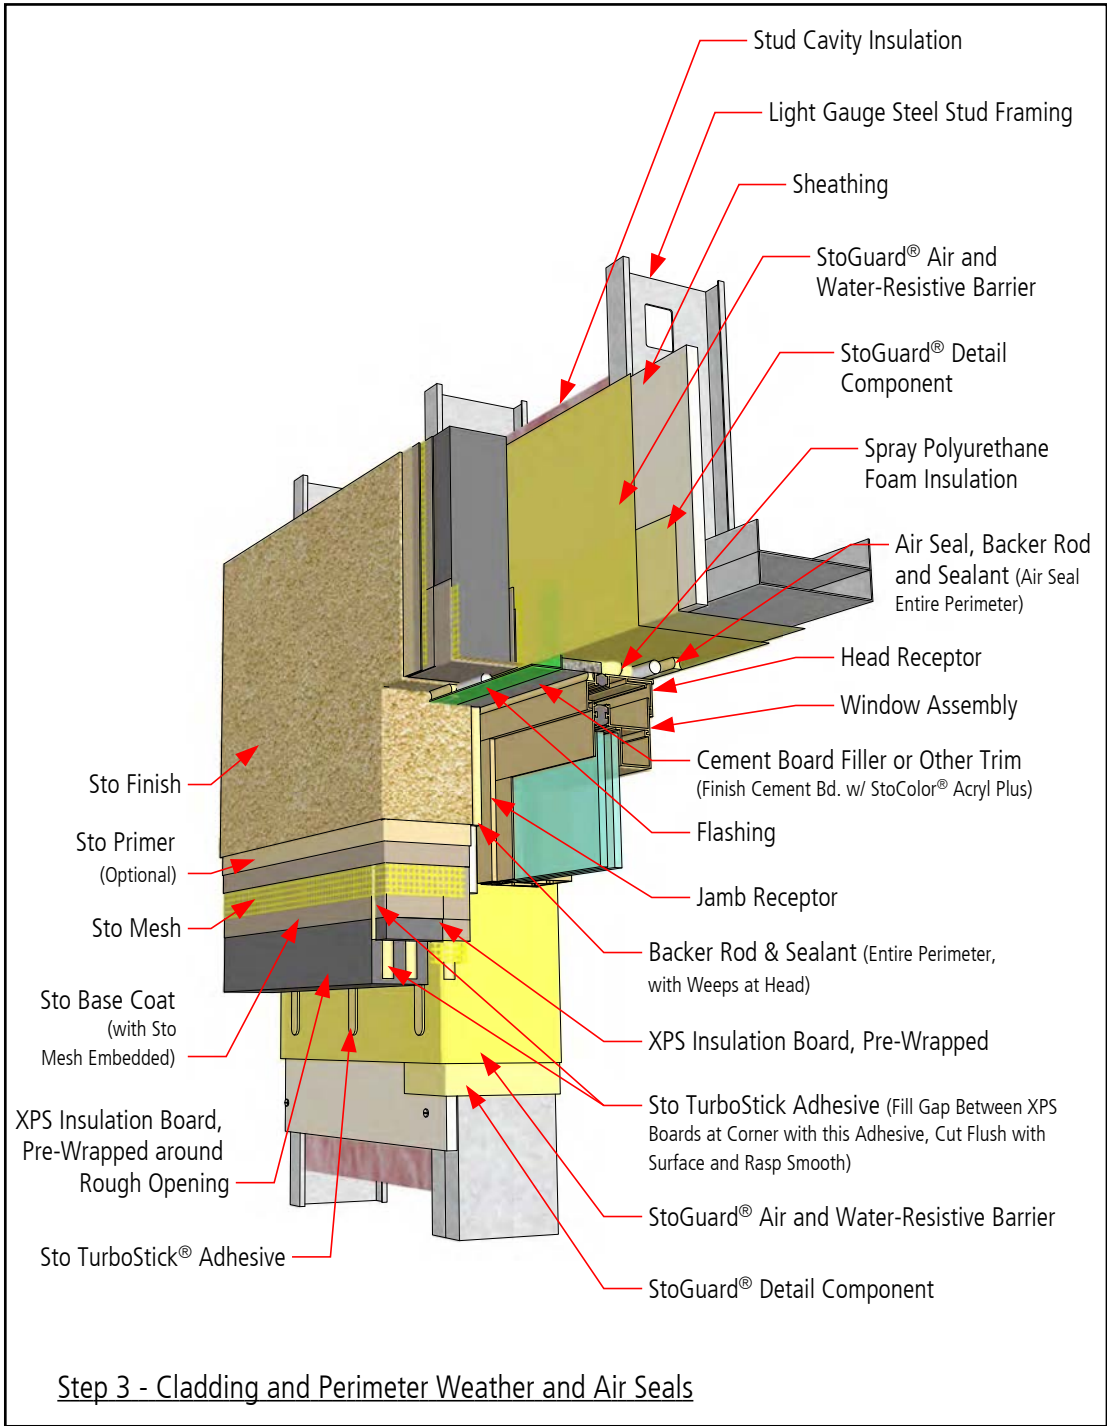 Stud Cavity Insulation
Light Gauge Steel Stud Framing
Sheathing
StoGuard® Air and
Water-Resistive Barrier
StoGuard® Detail
Component
Spray Polyurethane
Foam Insulation
Air Seal, Backer Rod
and Sealant (Air Seal
Entire Perimeter)
Head Receptor
Window Assembly
Cement Board Filler or Other Trim
(Finish Cement Bd. w/ StoColor® Acryl Plus)
Flashing
Jamb Receptor
Backer Rod & Sealant (Entire Perimeter,
with Weeps at Head)
XPS Insulation Board, Pre-Wrapped
Sto TurboStick Adhesive (Fill Gap Between XPS
Boards at Corner with this Adhesive, Cut Flush with
Surface and Rasp Smooth)
StoGuard® Air and Water-Resistive Barrier
StoGuard® Detail Component
Sto Finish
Sto Primer
(Optional)
Sto Mesh
Sto Base Coat
(with Sto
Mesh Embedded)
XPS Insulation Board,
Pre-Wrapped around
Rough Opening
Sto TurboStick® Adhesive
Step 3 - Cladding and Perimeter Weather and Air Seals